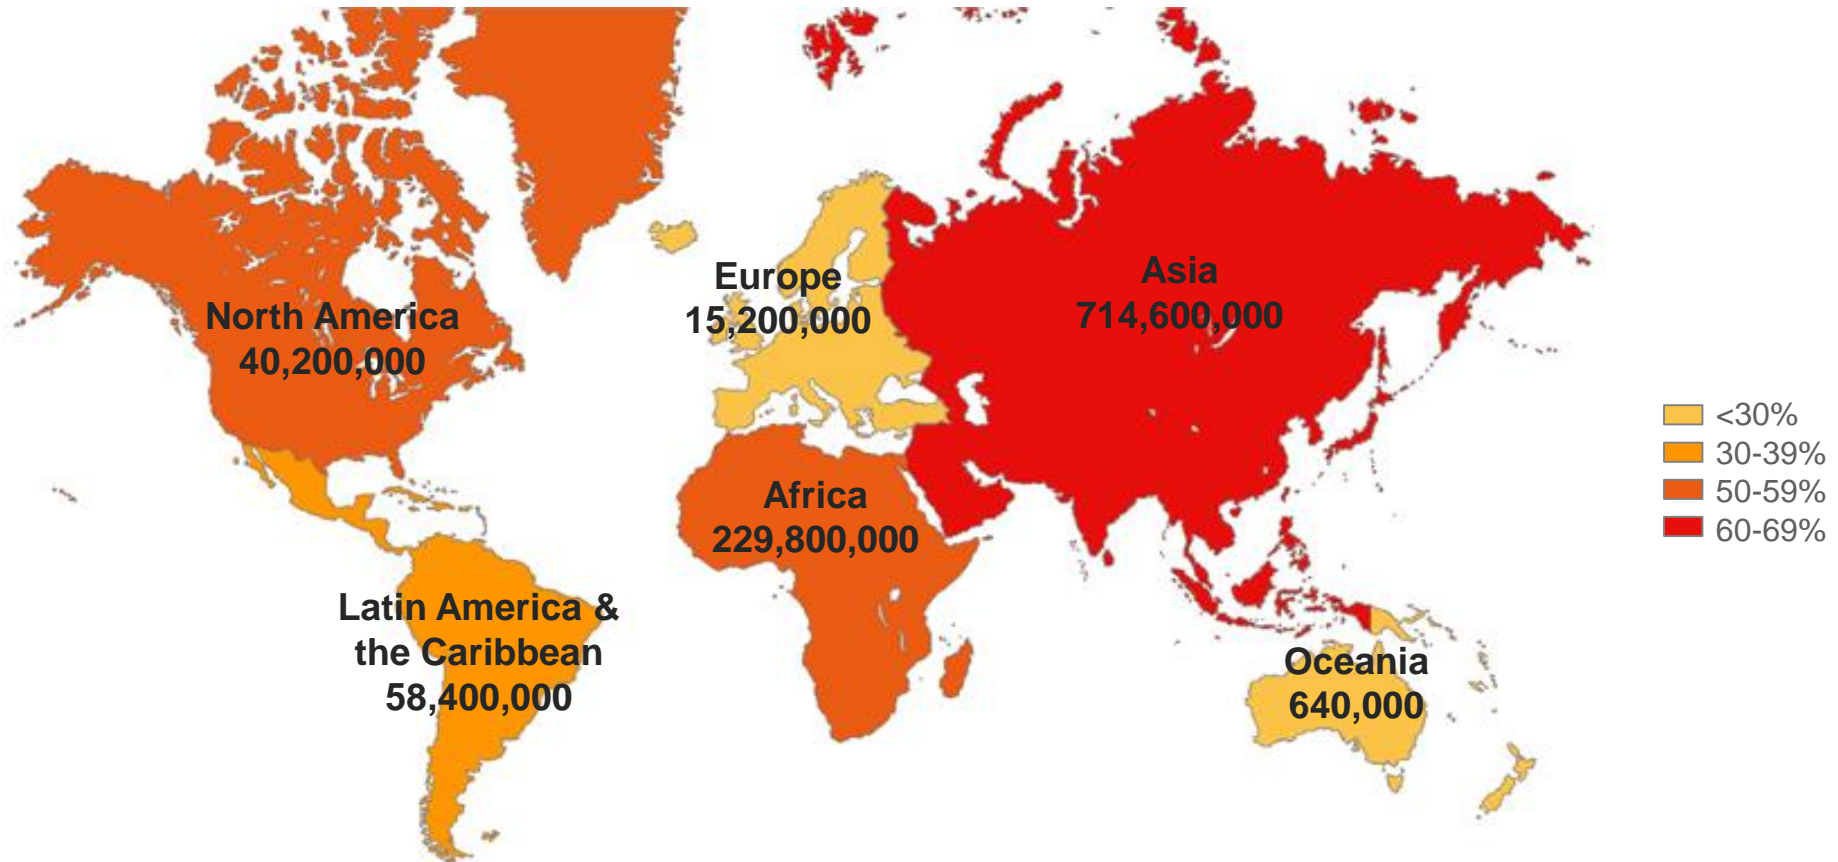 North America
40,200,000
Europe
15,200,000
Asia
714,600,000
Africa
229,800,000
Latin America &
the Caribbean
58,400,000
Oceania
640,000
<30%
30-39%
50-59%
60-69%